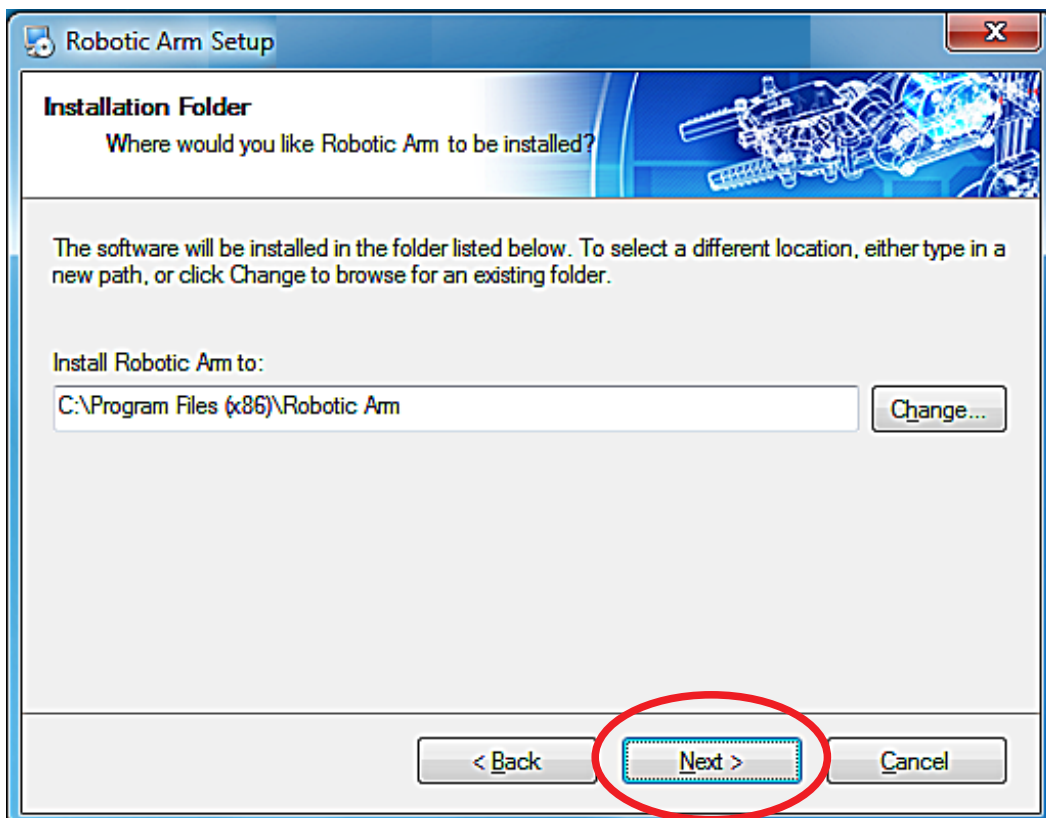 Robotic Arm Setup
x
Installation Folder
Where would you like Robotic Arm to be installed?
The software will be installed in the folder listed below. To select a different location, either type in a
new path, or click Change to browse for an existing folder.
Install Robotic Arm to:
C:\Program Files (x86)\Robotic Arm
Change...
< Back
Next >
Cancel